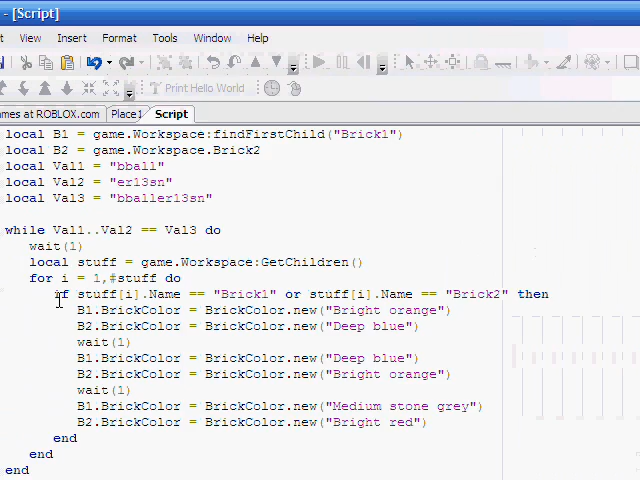 - [Script]
t View Insert Format Tools Window Help
Print Hello World
ames at ROBLOX.com Place1 Script
local B1 = game.Workspace:findFirstChild("Brick1")
local B2 = game.Workspace.Brick2
local Val1 = "bball"
local Val2 = "er13sn"
local Val3 = "bballer13sn"
while Val1..Val2 == Val3 do
wait(1)
local stuff = game.Workspace:GetChildren()
for i = 1,#stuff do
if stuff[i].Name == "Brick1" or stuff[i].Name == "Brick2" then
B1.BrickColor = BrickColor.new("Bright orange")
B2.BrickColor = BrickColor.new("Deep blue")
wait(1)
B1.BrickColor = BrickColor.new("Deep blue")
B2.BrickColor = BrickColor.new("Bright orange")
wait(1)
B1.BrickColor = BrickColor.new("Medium stone grey")
B2.BrickColor = BrickColor.new("Bright red")
end
end
end